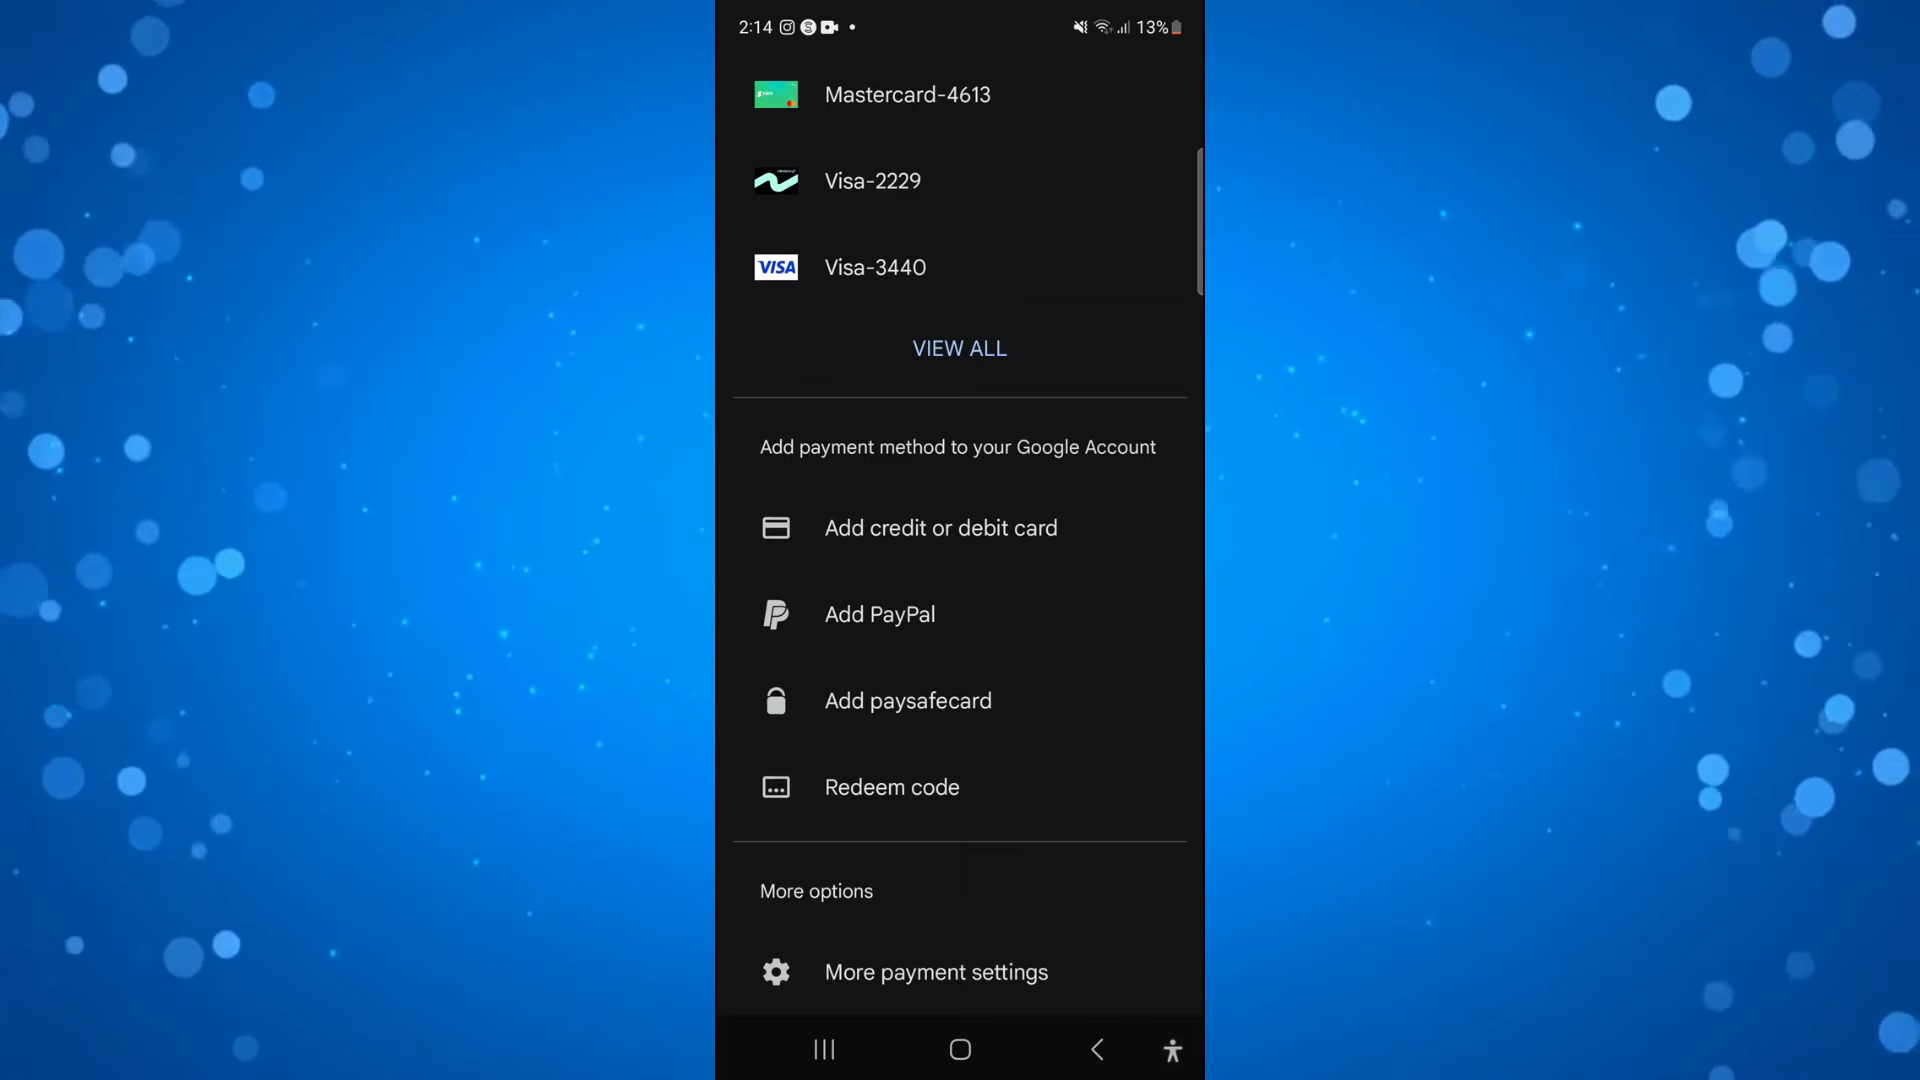 2:14 13%
Mastercard-4613
Visa-2229
VISA Visa-3440
VIEW ALL
Add payment method to your Google Account
Add credit or debit card
Add PayPal
Add paysafecard
Redeem code
More options
More payment settings